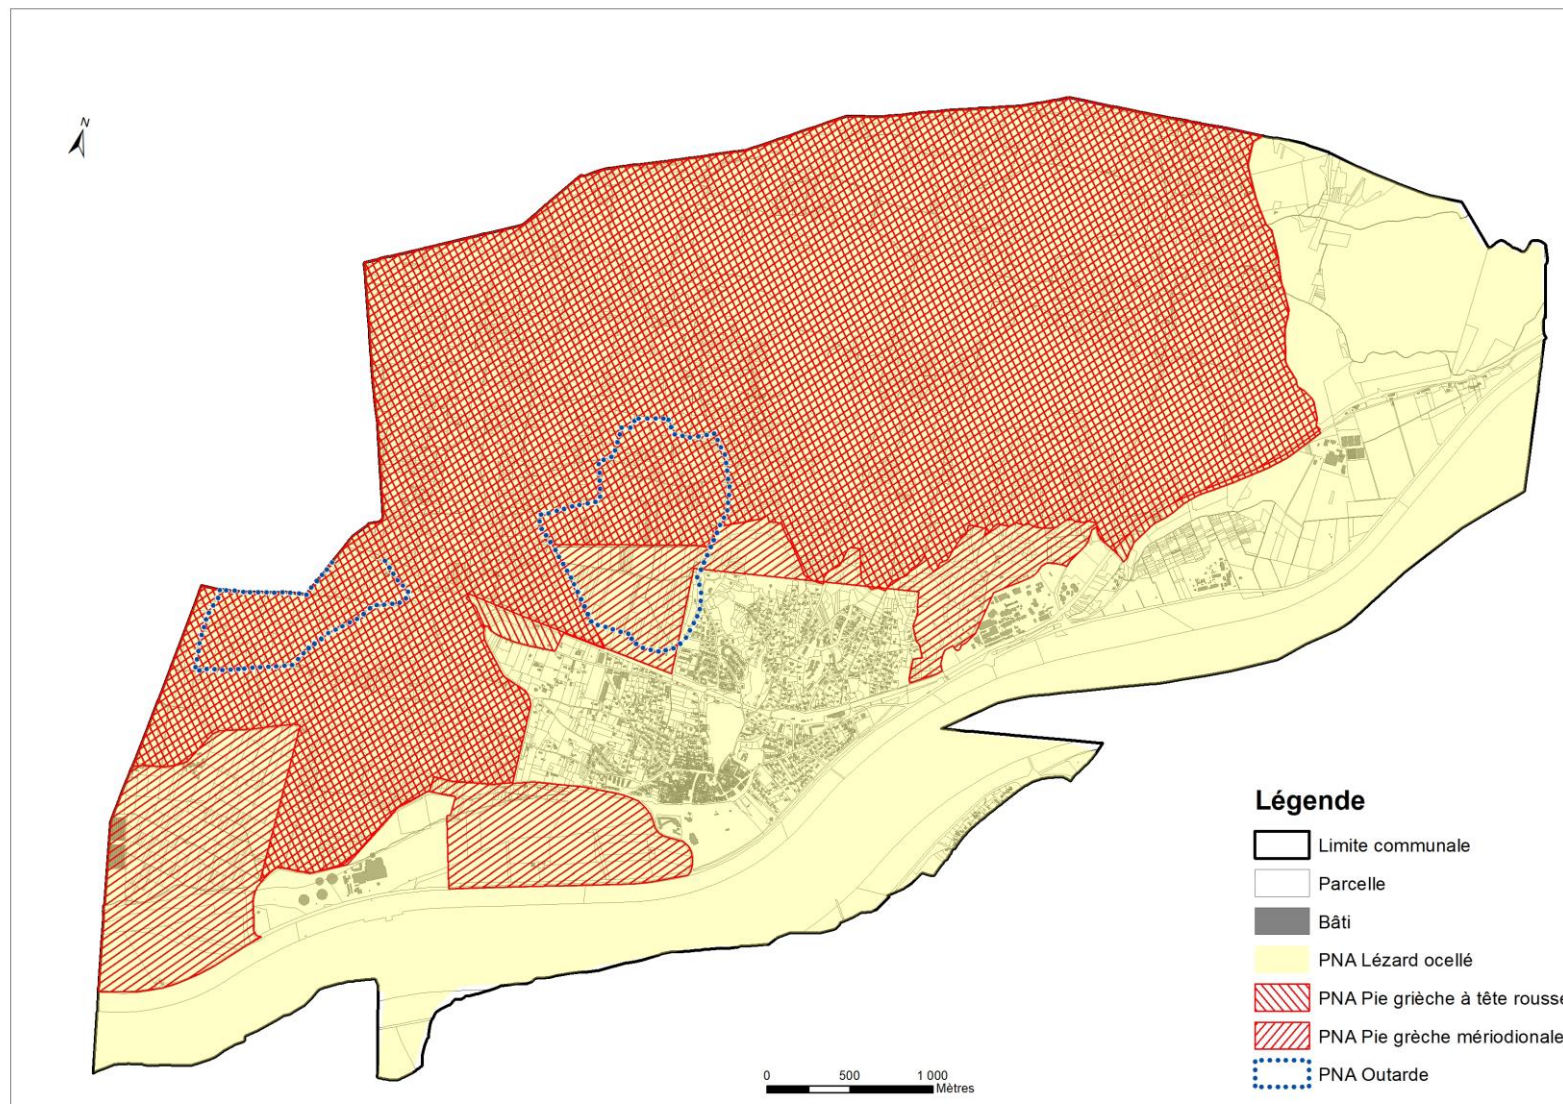 N
Légende
Limite communale
Parcelle
Bâti
PNA Lézard ocellé
PNA Pie grièche à tête rousse
PNA Pie grèche mériodionale
PNA Outarde
0 500 1 000
Mètres